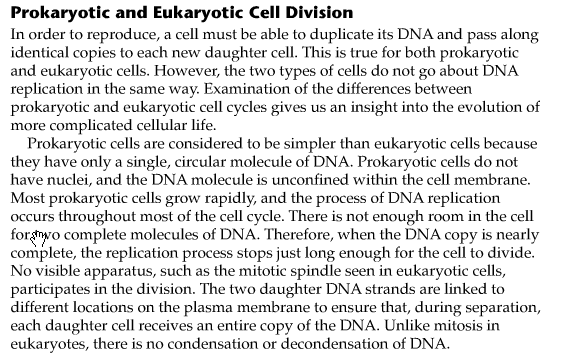 Prokaryotic and Eukaryotic Cell Division
In order to reproduce, a cell must be able to duplicate its DNA and pass along
identical copies to each new daughter cell. This is true for both prokaryotic
and eukaryotic cells. However, the two types of cells do not go about DNA
replication in the same way. Examination of the differences between
prokaryotic and eukaryotic cell cycles gives us an insight into the evolution of
more complicated cellular life.
Prokaryotic cells are considered to be simpler than eukaryotic cells because
they have only a single, circular molecule of DNA. Prokaryotic cells do not
have nuclei, and the DNA molecule is unconfined within the cell membrane.
Most prokaryotic cells grow rapidly, and the process of DNA replication
occurs throughout most of the cell cycle. There is not enough room in the cell
for two complete molecules of DNA. Therefore, when the DNA copy is nearly
complete, the replication process stops just long enough for the cell to divide.
No visible apparatus, such as the mitotic spindle seen in eukaryotic cells,
participates in the division. The two daughter DNA strands are linked to
different locations on the plasma membrane to ensure that, during separation,
each daughter cell receives an entire copy of the DNA. Unlike mitosis in
eukaryotes, there is no condensation or decondensation of DNA.